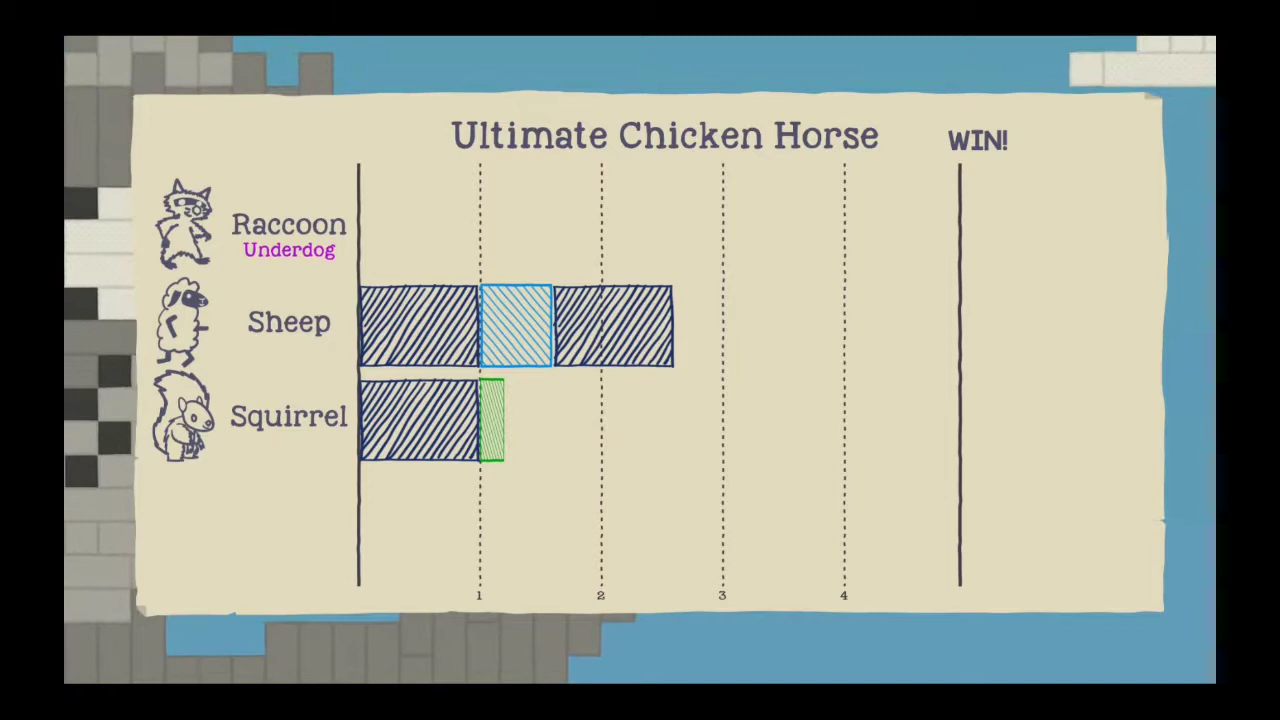 Ultimate Chicken Horse
WIN!
Raccoon
Underdog
Sheep
Squirrel
1 2 3 4